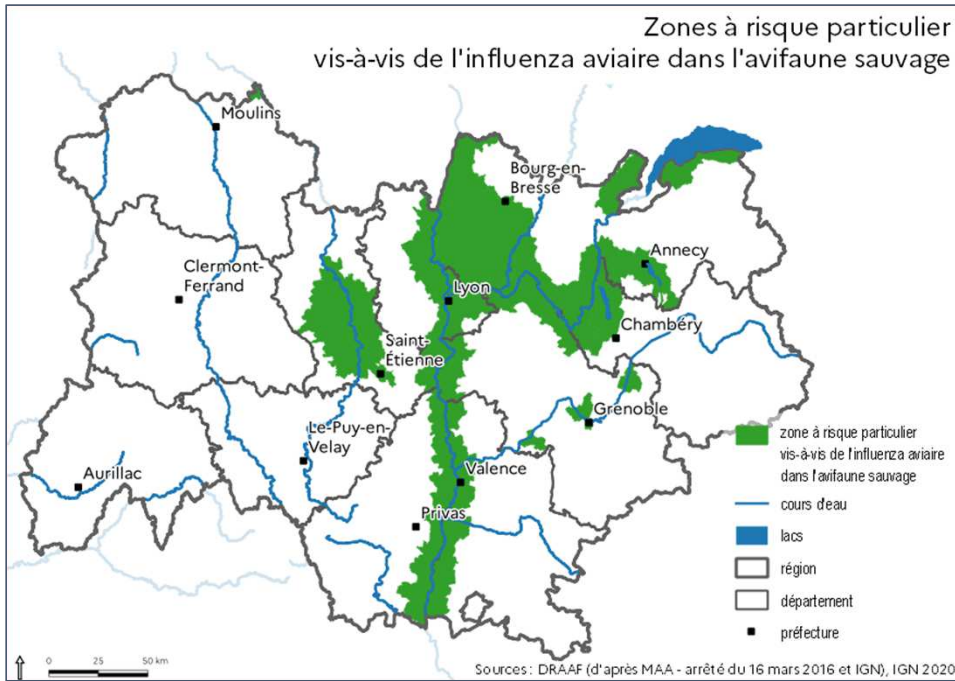 Zones à risque particulier
vis-à-vis de l'influenza aviaire dans l'avifaune sauvage
Moulins
Bourg-en-
Bresse
Annecy
Clermont-
Ferrand
Lyon
Chambéry
Saint-
Étienne
Grenoble
Le-Puy-en-
Velay
Aurillac
Valence
Privas
zone à risque particulier
vis-à-vis de l'influenza aviaire
dans l'avifaune sauvage
cours d'eau
lacs
région
département
préfecture
0 25 50 km
Sources : DRAAF (d'après MAA - arrêté du 16 mars 2016 et IGN), IGN 2020